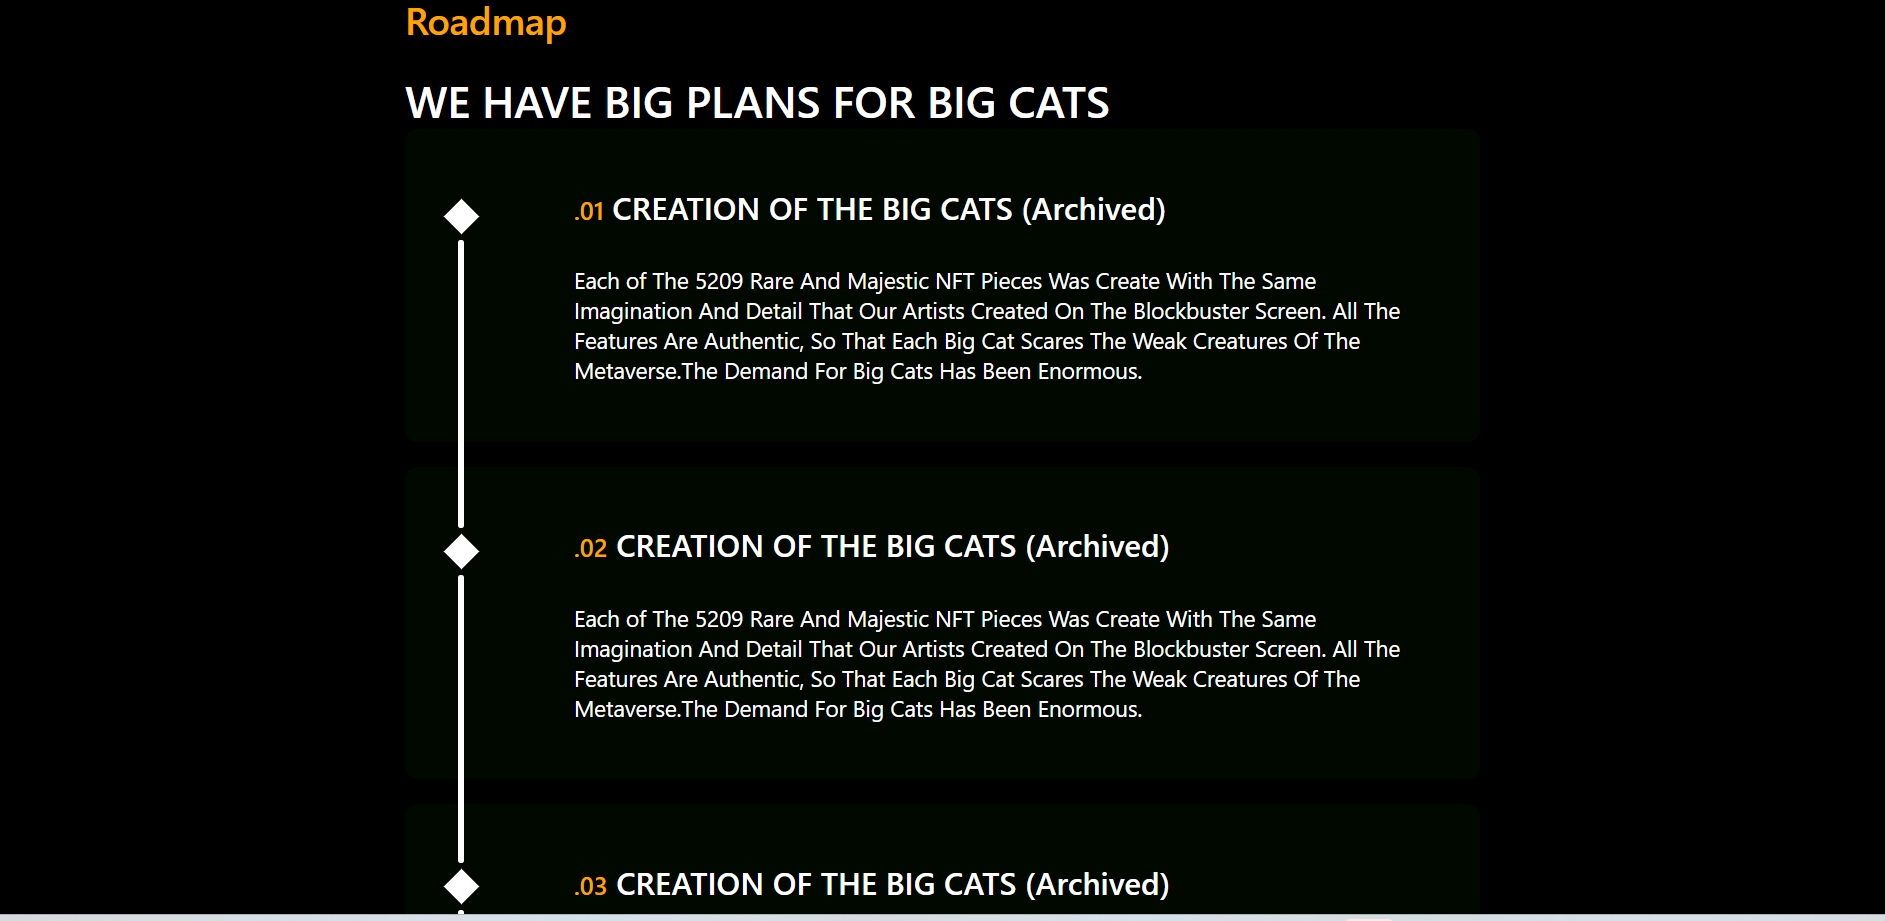 Roadmap
WE HAVE BIG PLANS FOR BIG CATS
.01 CREATION OF THE BIG CATS (Archived)
Each of The 5209 Rare And Majestic NFT Pieces Was Create With The Same
Imagination And Detail That Our Artists Created On The Blockbuster Screen. All The
Features Are Authentic, So That Each Big Cat Scares The Weak Creatures Of The
Metaverse.The Demand For Big Cats Has Been Enormous.
.02 CREATION OF THE BIG CATS (Archived)
Each of The 5209 Rare And Majestic NFT Pieces Was Create With The Same
Imagination And Detail That Our Artists Created On The Blockbuster Screen. All The
Features Are Authentic, So That Each Big Cat Scares The Weak Creatures Of The
Metaverse.The Demand For Big Cats Has Been Enormous.
.03 CREATION OF THE BIG CATS (Archived)